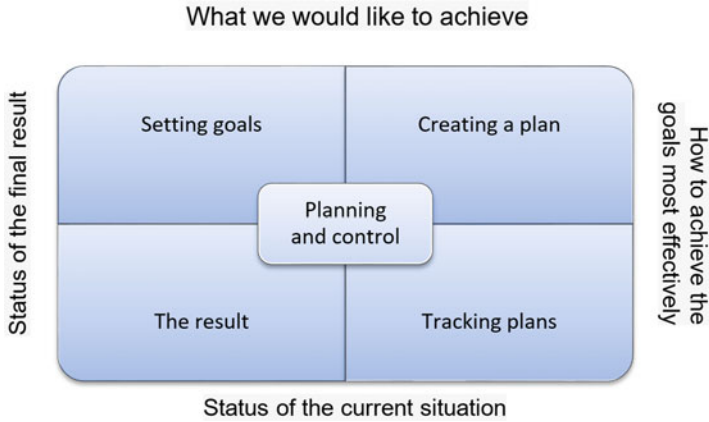 What we would like to achieve
Status of the final result
Setting goals
Creating a plan
How to achieve the
goals most effectively
Planning
and control
The result
Tracking plans
Status of the current situation